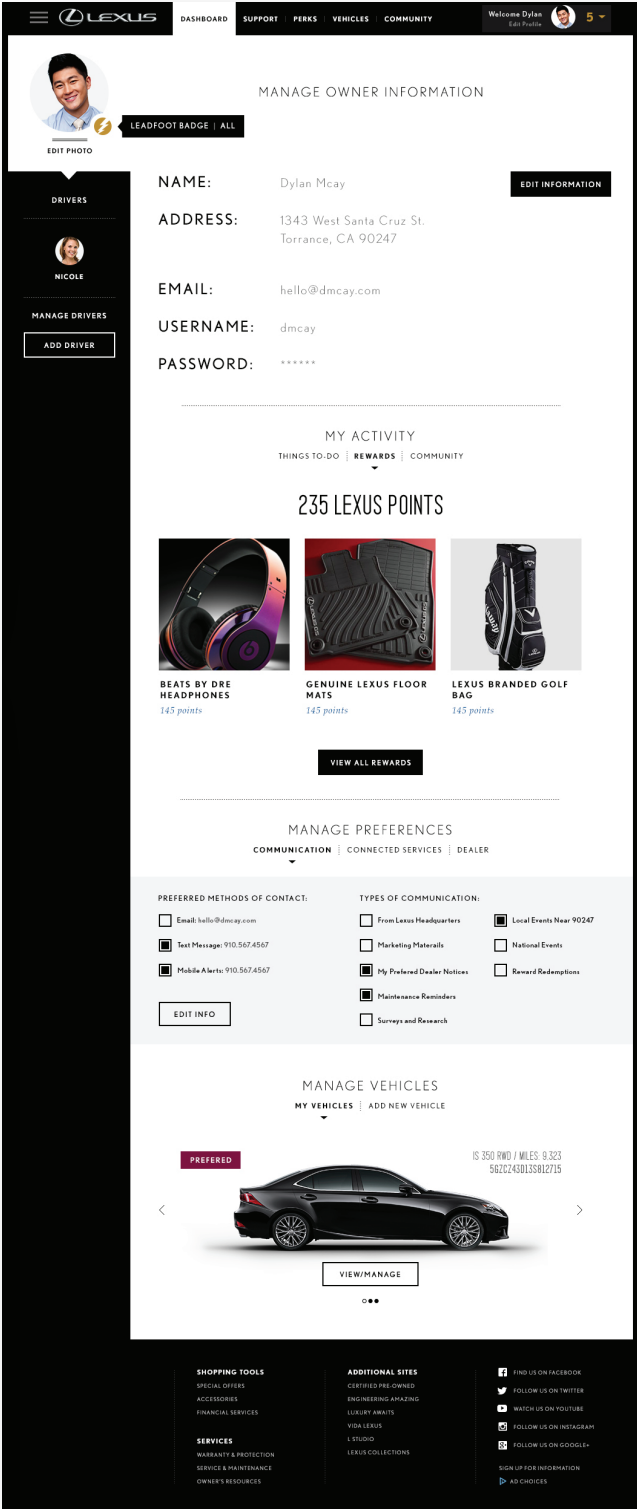 LEXUS
DASHBOARD
SUPPORT
PERKS
VEHICLES
COMMUNITY
Welcome Dylan
Edit Profile
5
MANAGE OWNER INFORMATION
LEADFOOT BADGE | ALL
EDIT PHOTO
DRIVERS
NICOLE
MANAGE DRIVERS
ADD DRIVER
NAME: Dylan Mcay
EDIT INFORMATION
ADDRESS: 1343 West Santa Cruz St.
Torrance, CA 90247
EMAIL: hello@dmcay.com
USERNAME: dmcay
PASSWORD: ******
MY ACTIVITY
THINGS TO-DO
REWARDS
COMMUNITY
235 LEXUS POINTS
BEATS BY DRE
HEADPHONES
145 points
GENUINE LEXUS FLOOR
MATS
145 points
LEXUS BRANDED GOLF
BAG
145 points
VIEW ALL REWARDS
MANAGE PREFERENCES
COMMUNICATION
CONNECTED SERVICES
DEALER
PREFERRED METHODS OF CONTACT:
Email: hello@dmcay.com
Text Message: 910.567.4567
Mobile Alerts: 910.567.4567
EDIT INFO
TYPES OF COMMUNICATION:
From Lexus Headquarters
Marketing Materails
My Prefered Dealer Notices
Maintenance Reminders
Surveys and Research
Local Events Near 90247
National Events
Reward Redemptions
MANAGE VEHICLES
MY VEHICLES
ADD NEW VEHICLE
PREFERED
IS 350 RWD / MILES: 9,323
5GZCZ43D13S812715
VIEW/MANAGE
SHOPPING TOOLS
SPECIAL OFFERS
ACCESSORIES
FINANCIAL SERVICES
SERVICES
WARRANTY & PROTECTION
SERVICE & MAINTENANCE
OWNER'S RESOURCES
ADDITIONAL SITES
CERTIFIED PRE-OWNED
ENGINEERING AMAZING
LUXURY AWAITS
VIDA LEXUS
L STUDIO
LEXUS COLLECTIONS
FIND US ON FACEBOOK
FOLLOW US ON TWITTER
WATCH US ON YOUTUBE
FOLLOW US ON INSTAGRAM
FOLLOW US ON GOOGLE+
SIGN UP FOR INFORMATION
AD CHOICES